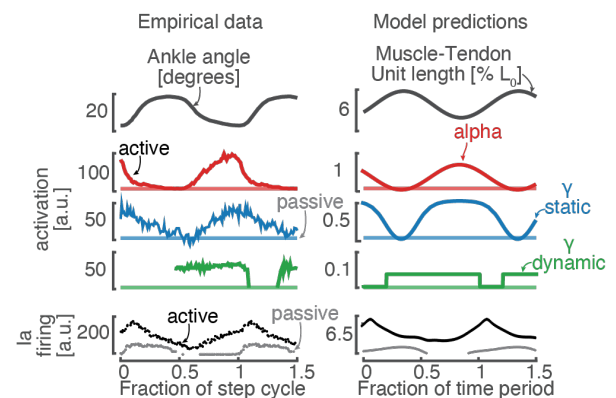 Empirical data
Model predictions
Ankle angle
[degrees]
Muscle-Tendon
Unit length [% L0]
20
6
active
alpha
100
1
passive
activation
[a.u.]
50
0.5
γ
static
50
0.1
γ
dynamic
Ia
firing
[a.u.]
200
active
passive
6.5
0 0.5 1 1.5
0 0.5 1 1.5
Fraction of step cycle
Fraction of time period